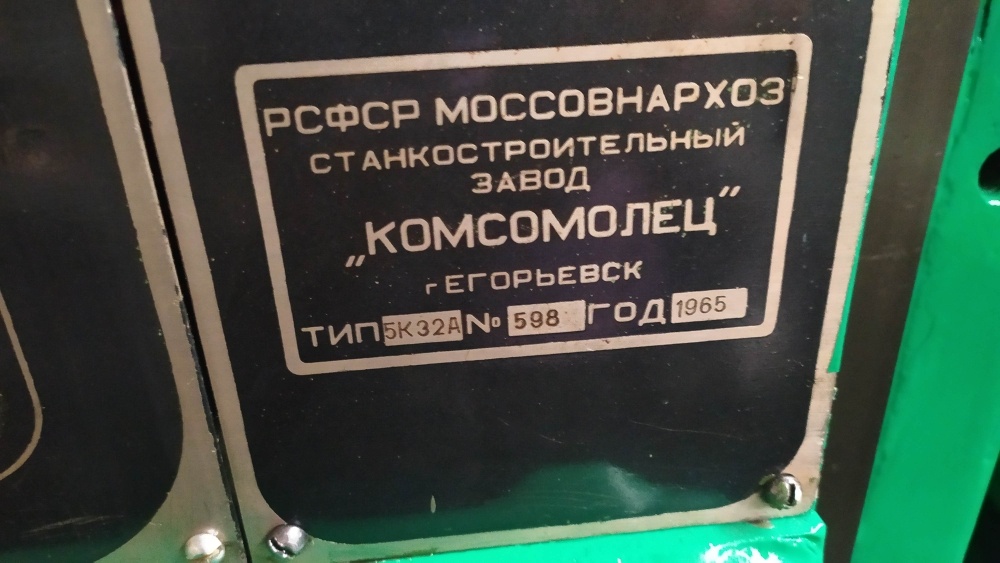 РСФСР МОССОВНАРХОЗ
СТАНКОСТРОИТЕЛЬНЫЙ
ЗАВОД
„КОМСОМОЛЕЦ”
г ЕГОРЬЕВСК
ТИП 5К32А № 598 ГОД 1965